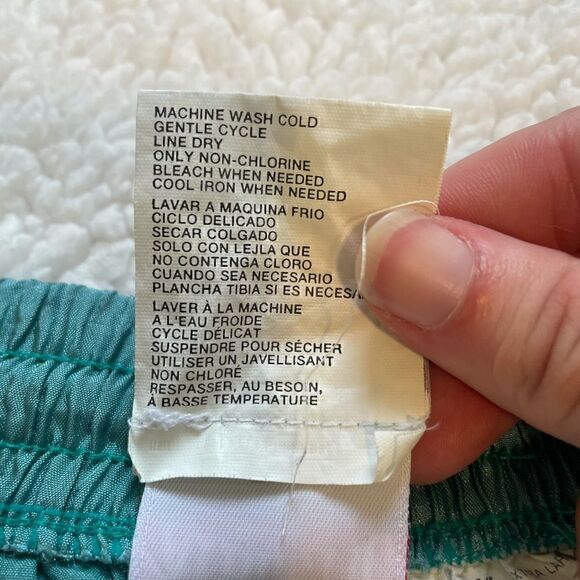 MACHINE WASH COLD
GENTLE CYCLE
LINE DRY
ONLY NON-CHLORINE
BLEACH WHEN NEEDED
COOL IRON WHEN NEEDED
LAVAR A MAQUINA FRIO
CICLO DELICADO
SECAR COLGADO
SOLO CON LEJLA QUE
NO CONTENGA CLORO
CUANDO SEA NECESARIO
PLANCHA TIBIA SI ES NECESA
LAVER À LA MACHINE
A L'EAU FROIDE
CYCLE DÉLICAT
SUSPENDRE POUR SÉCHER
UTILISER UN JAVELLISANT
NON CHLORÉ
RESPASSER, AU BESOIN,
À BASSE TEMPERATURE